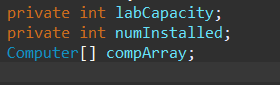 private int labCapacity;
private int numInstalled;
Computer[] compArray;